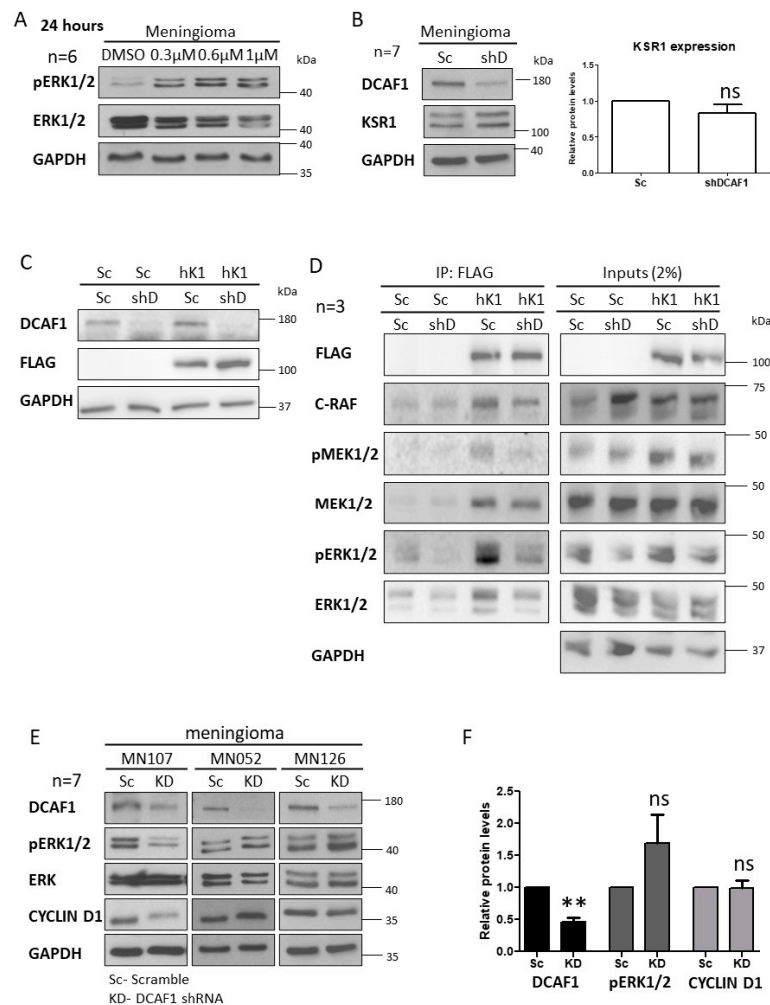 A
24 hours
Meningioma
n=6
DMSO 0.3µM 0.6µM 1µM
kDa
pERK1/2
40
ERK1/2
40
GAPDH
40
35
B
Meningioma
n=7
Sc shD
kDa
DCAF1
180
KSR1
100
GAPDH
40
KSR1 expression
Relative protein levels
1.5
1.0
0.5
0.0
ns
Sc shDCAF1
C
Sc Sc hK1 hK1
Sc shD Sc shD
kDa
DCAF1
180
FLAG
100
GAPDH
37
D
IP: FLAG Inputs (2%)
n=3
Sc Sc hK1 hK1 Sc Sc hK1 hK1
Sc shD Sc shD Sc shD Sc shD
kDa
FLAG
100
C-RAF
75
pMEK1/2
50
MEK1/2
50
pERK1/2
50
ERK1/2
50
GAPDH
37
E
meningioma
MN107 MN052 MN126
n=7
Sc KD Sc KD Sc KD
DCAF1
180
pERK1/2
40
ERK
40
CYCLIN D1
35
GAPDH
35
Sc- Scramble
KD- DCAF1 shRNA
F
Relative protein levels
2.5
2.0
1.5
1.0
0.5
0.0
**
ns
ns
Sc KD Sc KD Sc KD
DCAF1 pERK1/2 CYCLIN D1